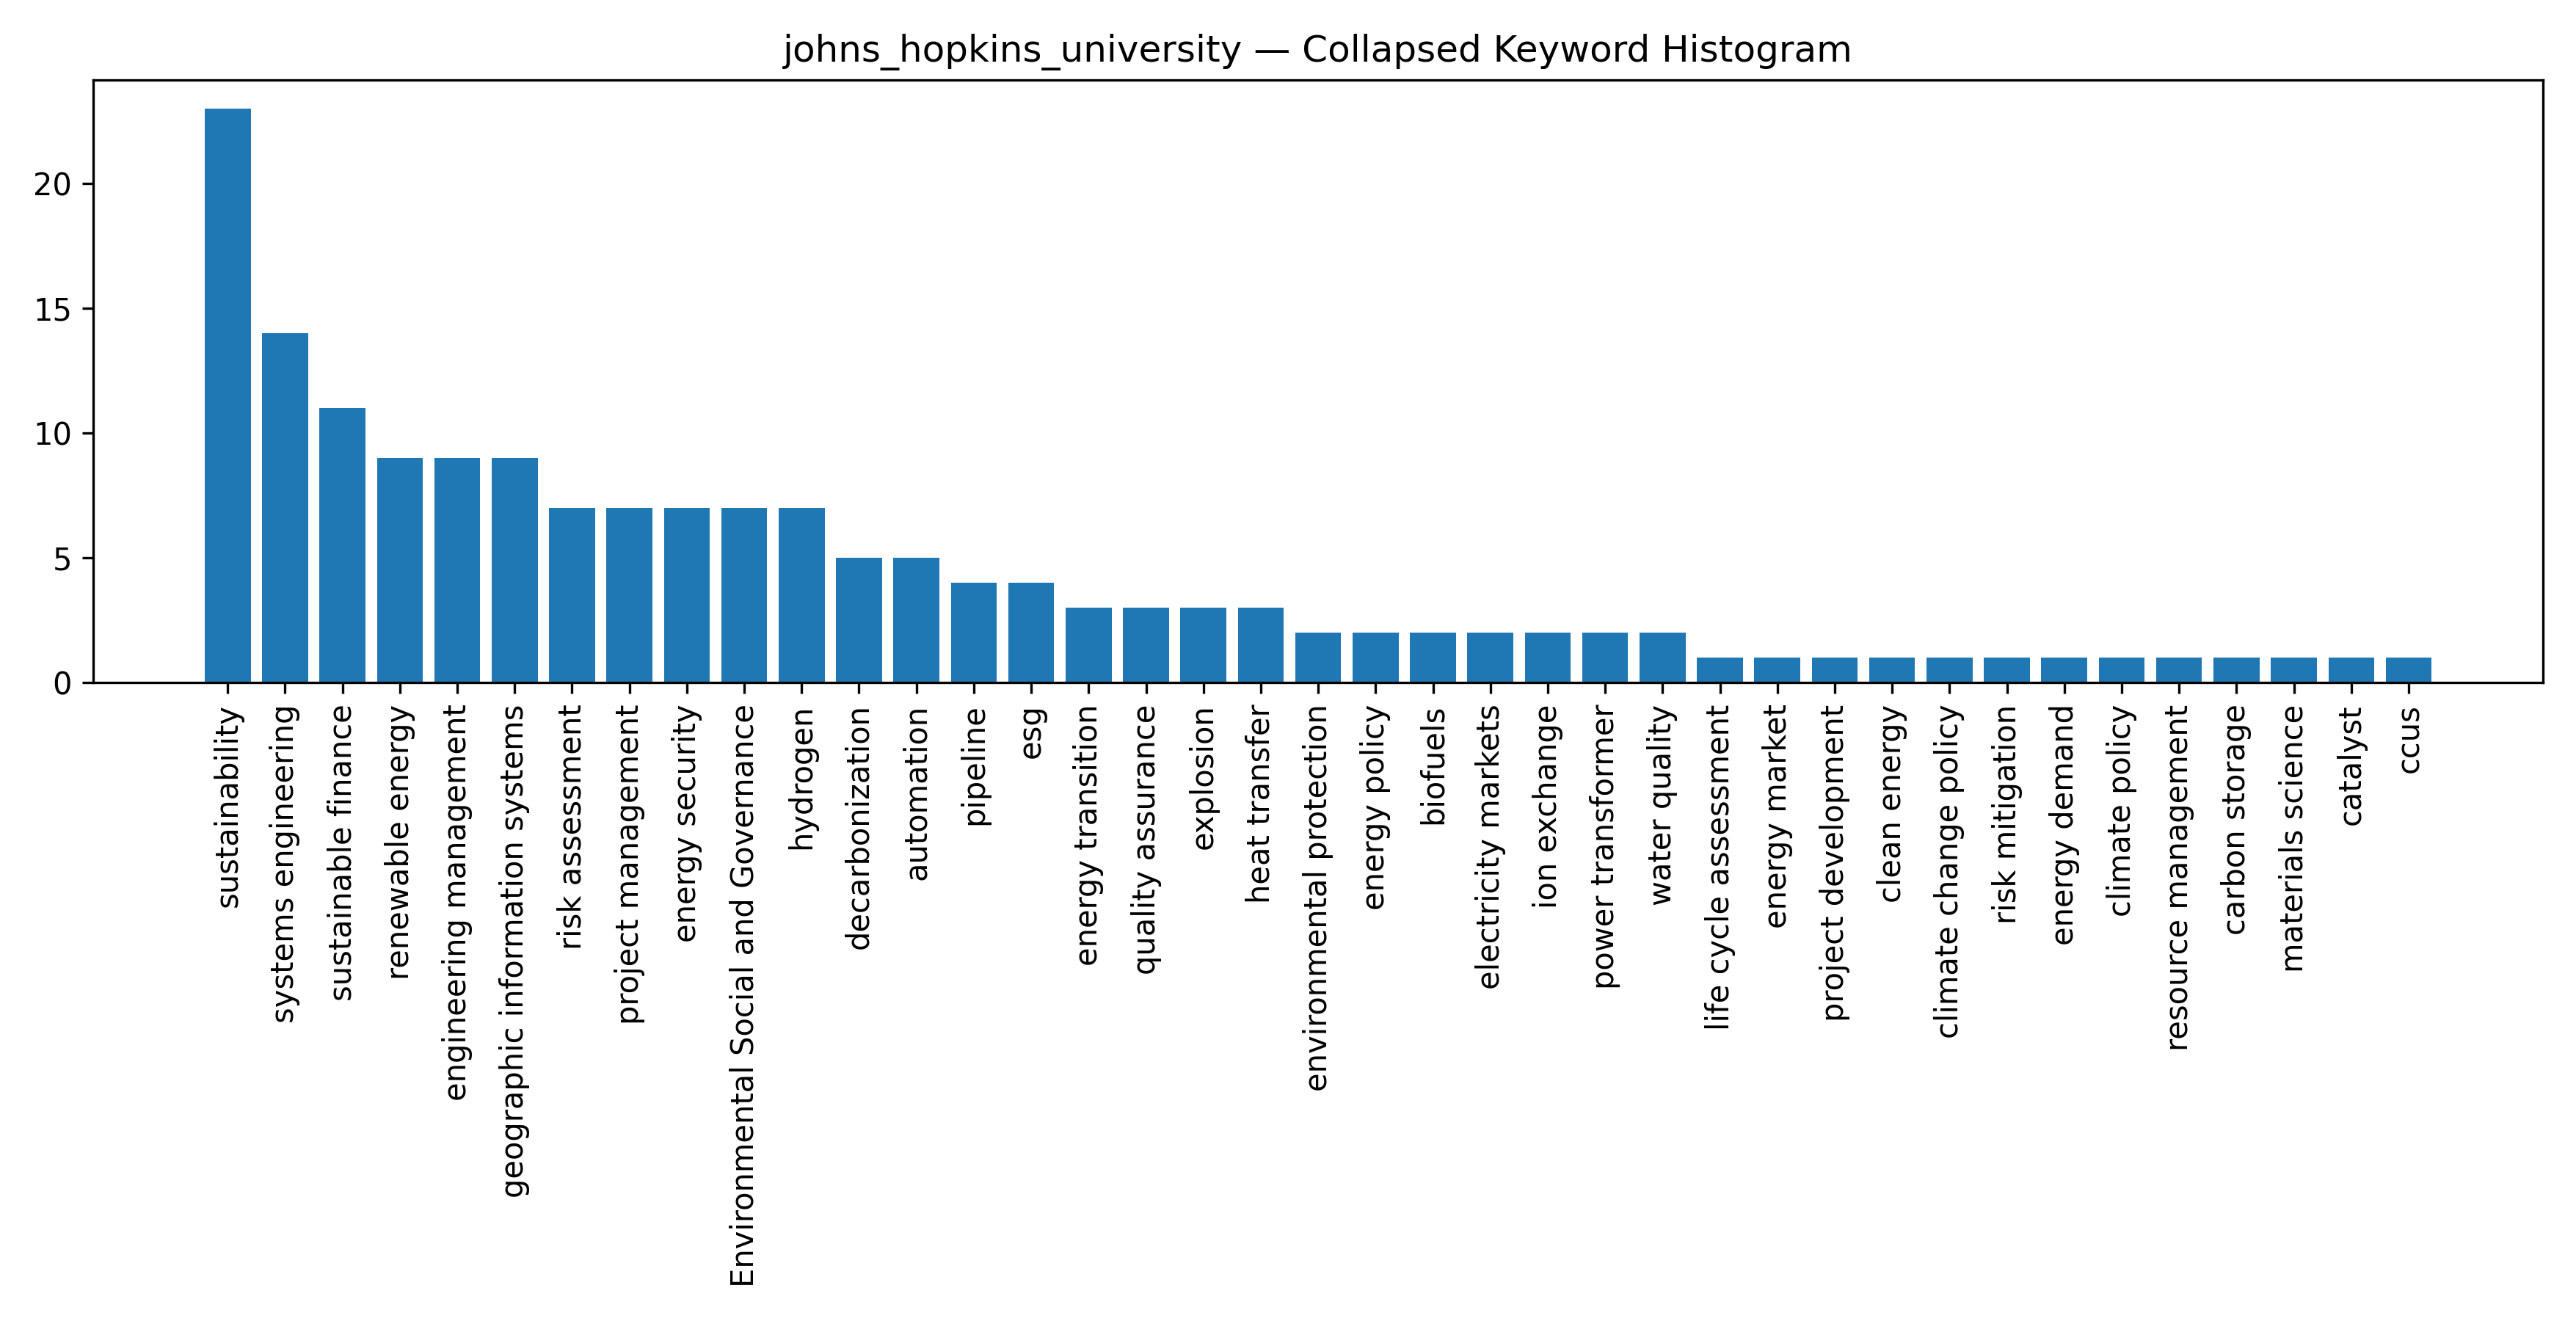 johns_hopkins_university — Collapsed Keyword Histogram
20
15
10
5
0
sustainability
systems engineering
sustainable finance
renewable energy
engineering management
geographic information systems
risk assessment
project management
energy security
Environmental Social and Governance
hydrogen
decarbonization
automation
pipeline
esg
energy transition
quality assurance
explosion
heat transfer
environmental protection
energy policy
biofuels
electricity markets
ion exchange
power transformer
water quality
life cycle assessment
energy market
project development
clean energy
climate change policy
risk mitigation
energy demand
climate policy
resource management
carbon storage
materials science
catalyst
ccus